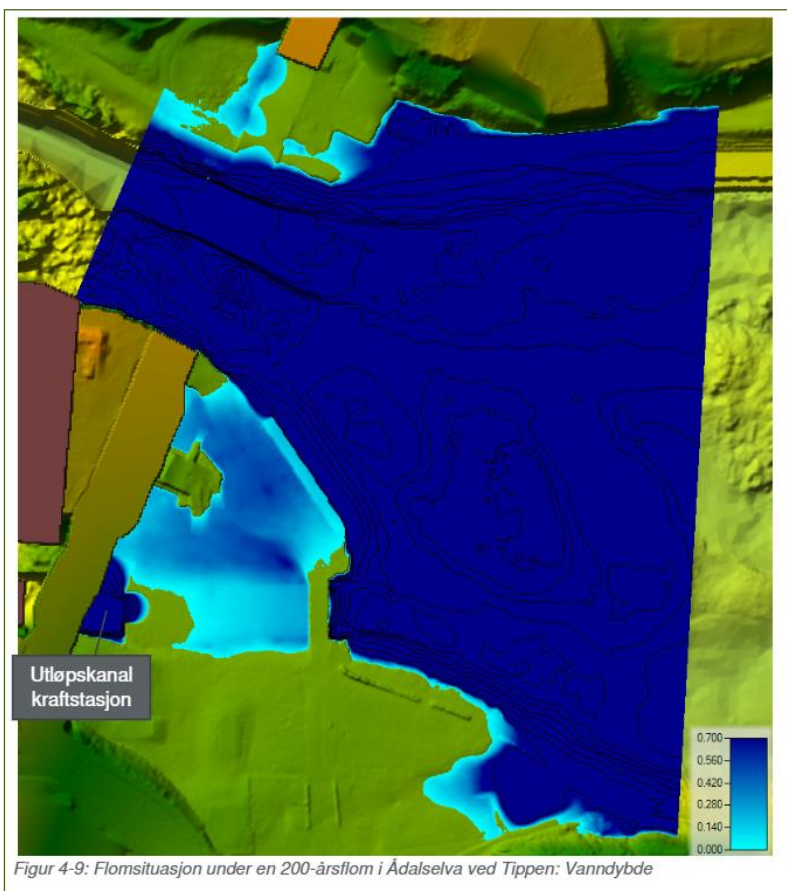 Utløpskanal
kraftstasjon
0.700
0.560
0.420
0.280
0.140
0.000
Figur 4-9: Flomsituasjon under en 200-årsflom i Ådalselva ved Tippen: Vanndybde